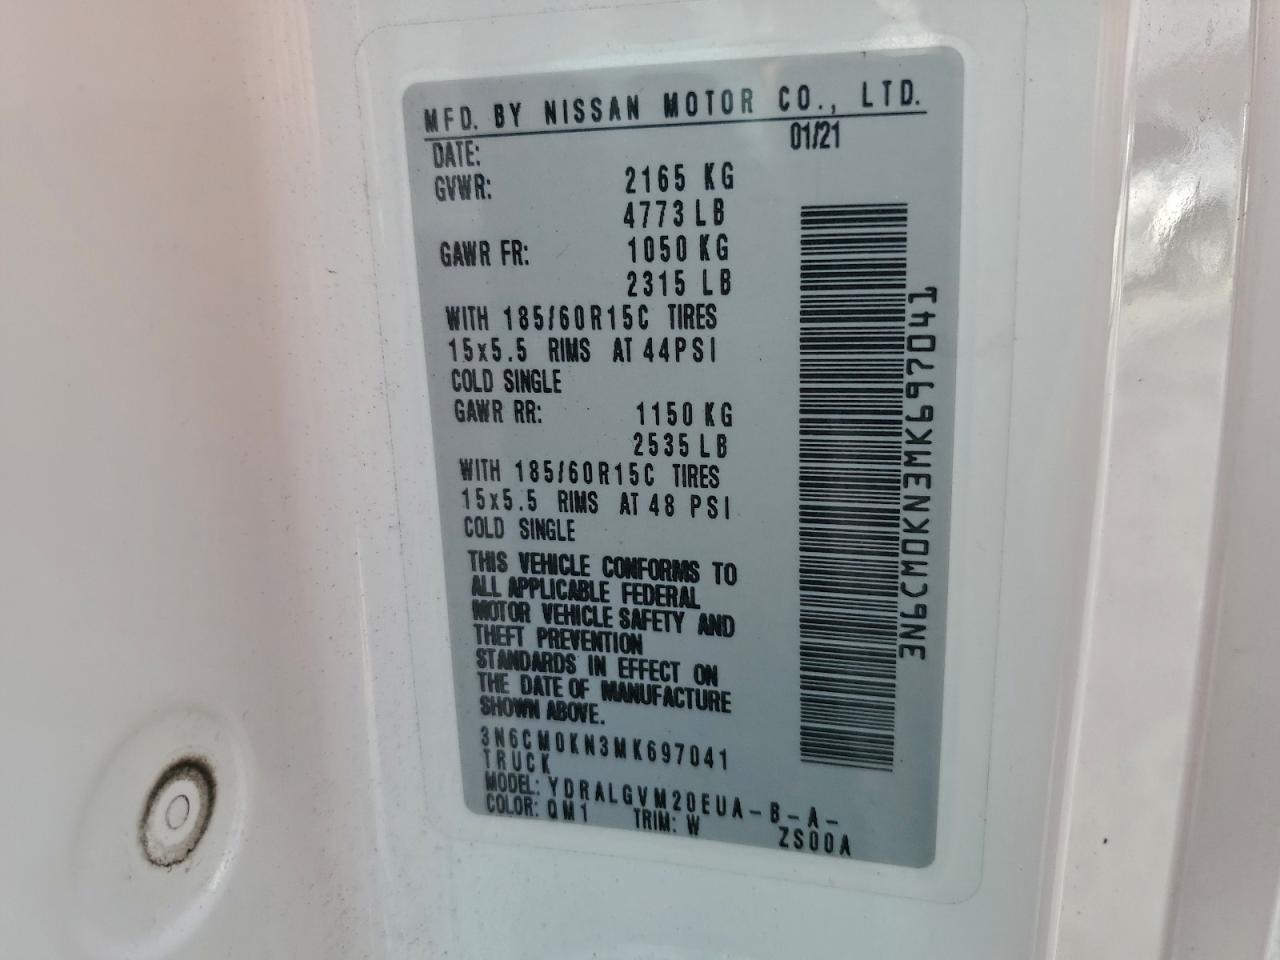 MFD. BY NISSAN MOTOR CO., LTD.
DATE: 01/21
GVWR: 2165 KG
4773 LB
GAWR FR: 1050 KG
2315 LB
WITH 185/60R15C TIRES
15x5.5 RIMS AT 44PSI
COLD SINGLE
GAWR RR: 1150 KG
2535 LB
WITH 185/60R15C TIRES
15x5.5 RIMS AT 48 PSI
COLD SINGLE
THIS VEHICLE CONFORMS TO
ALL APPLICABLE FEDERAL
MOTOR VEHICLE SAFETY AND
THEFT PREVENTION
STANDARDS IN EFFECT ON
THE DATE OF MANUFACTURE
SHOWN ABOVE.
3N6CM0KN3MK697041
TRUCK
MODEL: YDRALGVM20EUA-B-A-
COLOR: QM1 TRIM: W ZS00A
3N6CM0KN3MK697041